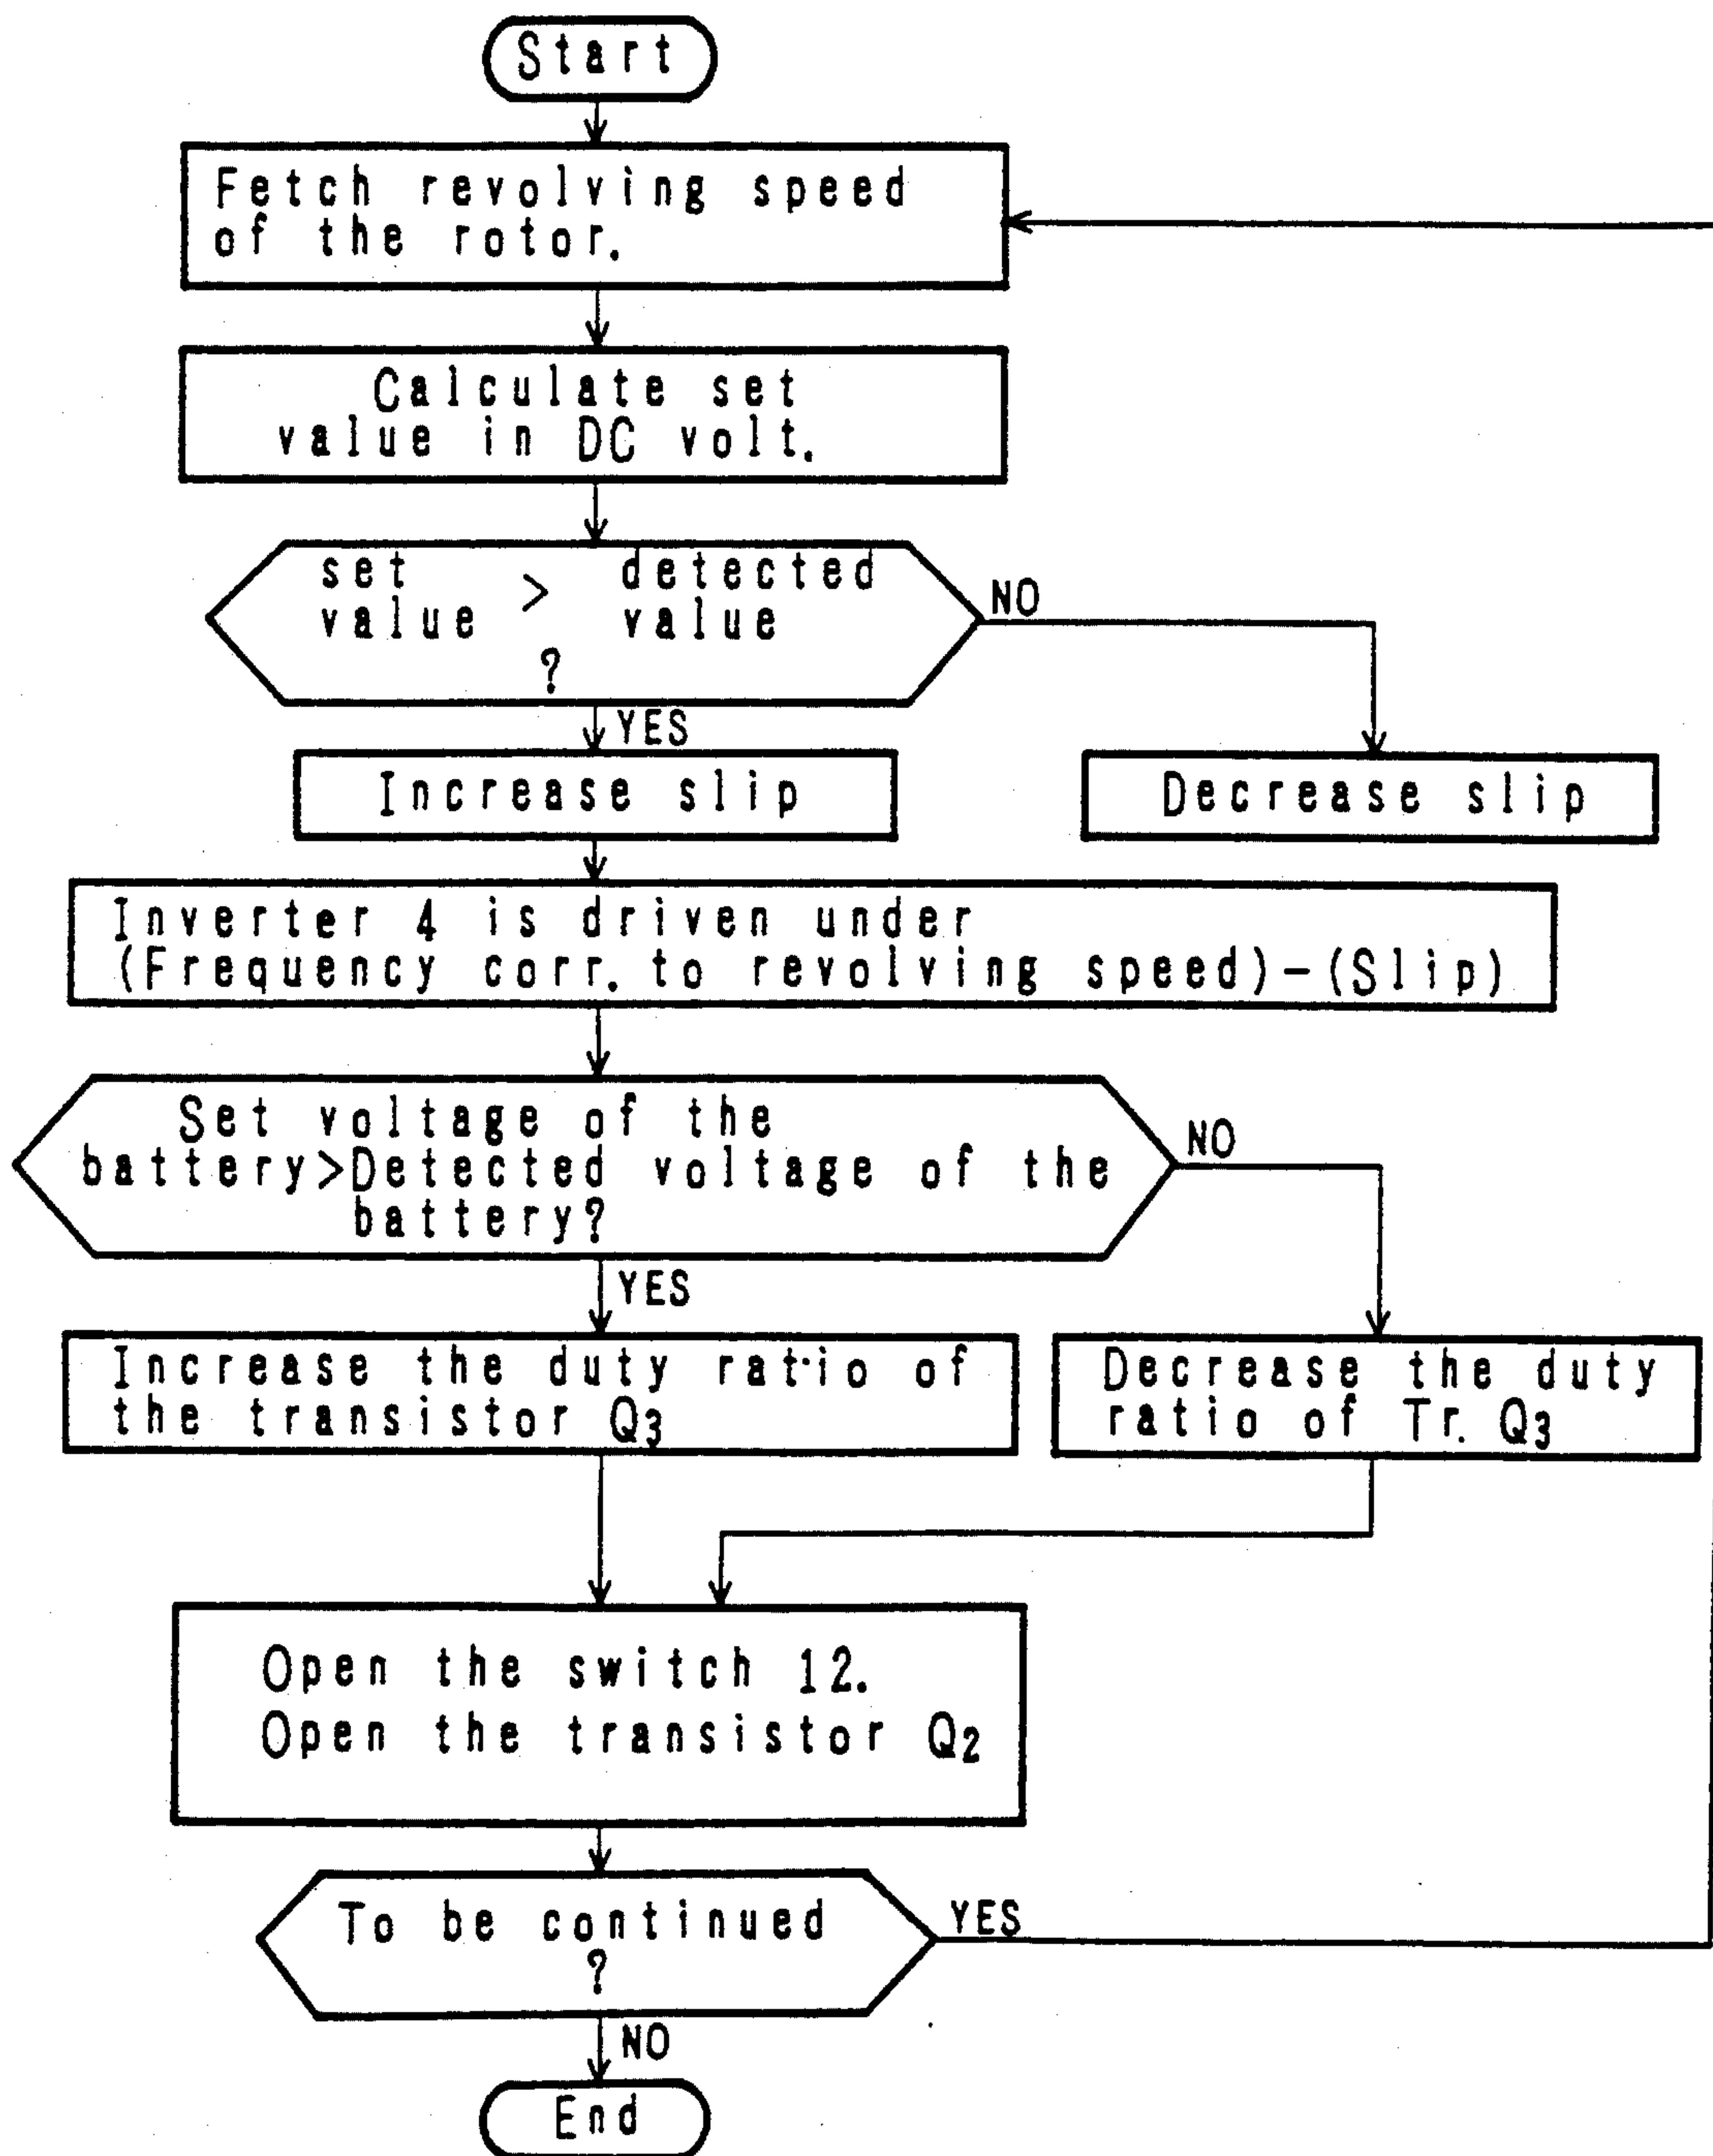 Start
Fetch revolving speed
of the rotor.
Calculate set
value in DC volt.
set > detected
value value
?
NO
YES
Increase slip
Decrease slip
Inverter 4 is driven under
(Frequency corr. to revolving speed)-(Slip)
Set voltage of the
battery>Detected voltage of the
battery?
NO
YES
Increase the duty ratio of
the transistor Q3
Decrease the duty
ratio of Tr. Q3
Open the switch 12.
Open the transistor Q2
To be continued
?
YES
NO
End